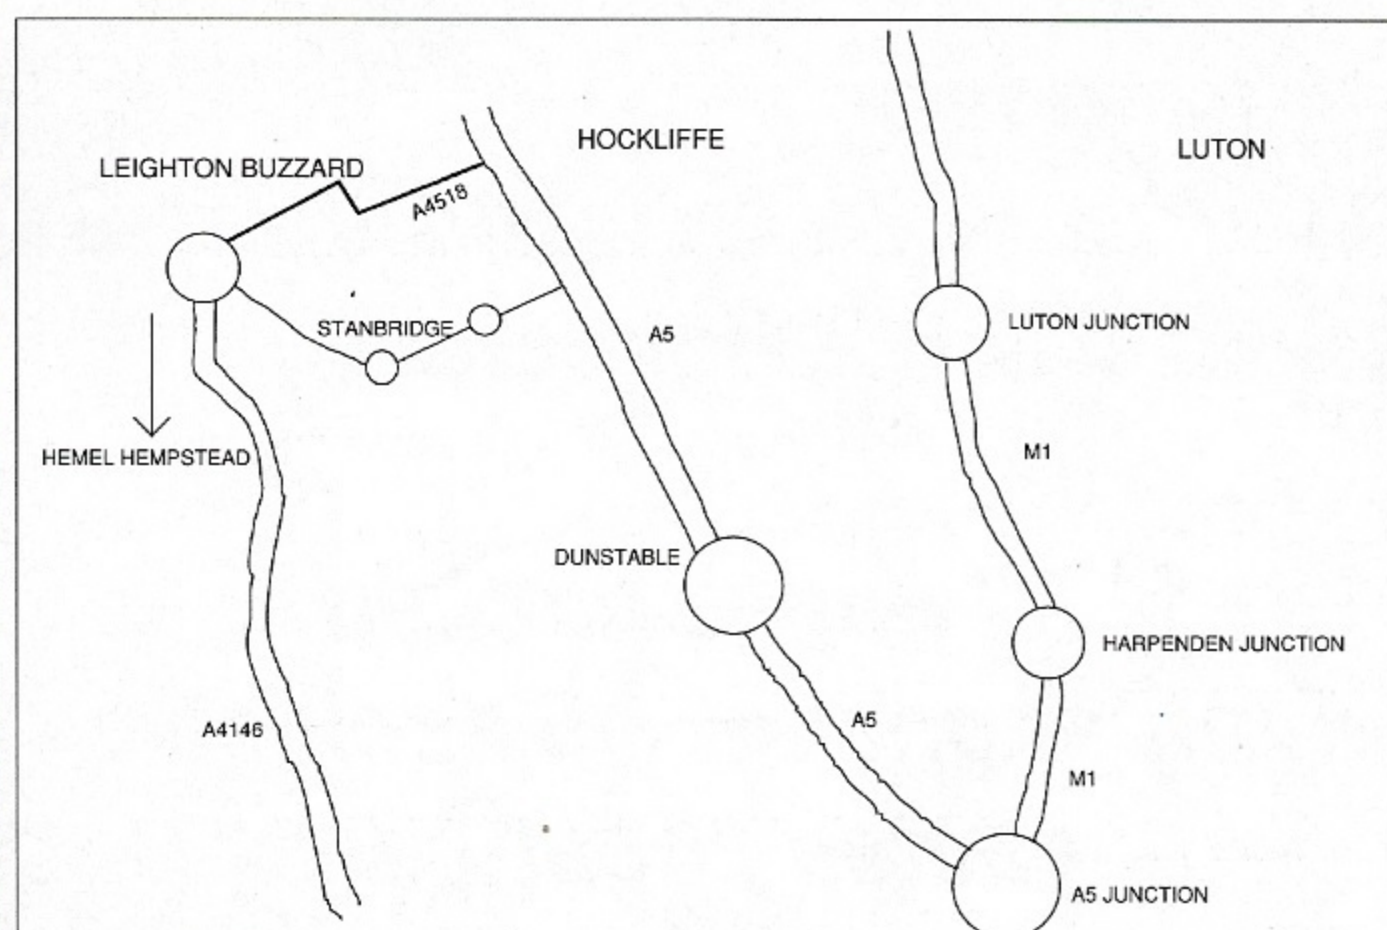 HOCKLIFFE
LUTON
LEIGHTON BUZZARD
A4518
LUTON JUNCTION
STANBRIDGE
A5
M1
HEMEL HEMPSTEAD
DUNSTABLE
HARPENDEN JUNCTION
A5
A4146
M1
A5 JUNCTION